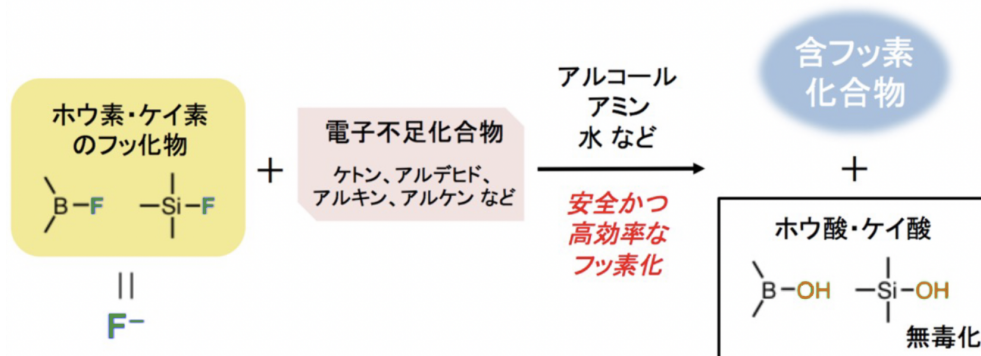 ホウ素・ケイ素
のフッ化物
B－F
Si－F
F－
＋
電子不足化合物
ケトン、アルデヒド、
アルキン、アルケン など
アルコール
アミン
水 など
安全かつ
高効率な
フッ素化
含フッ素
化合物
＋
ホウ酸・ケイ酸
B－OH
Si－OH
無毒化